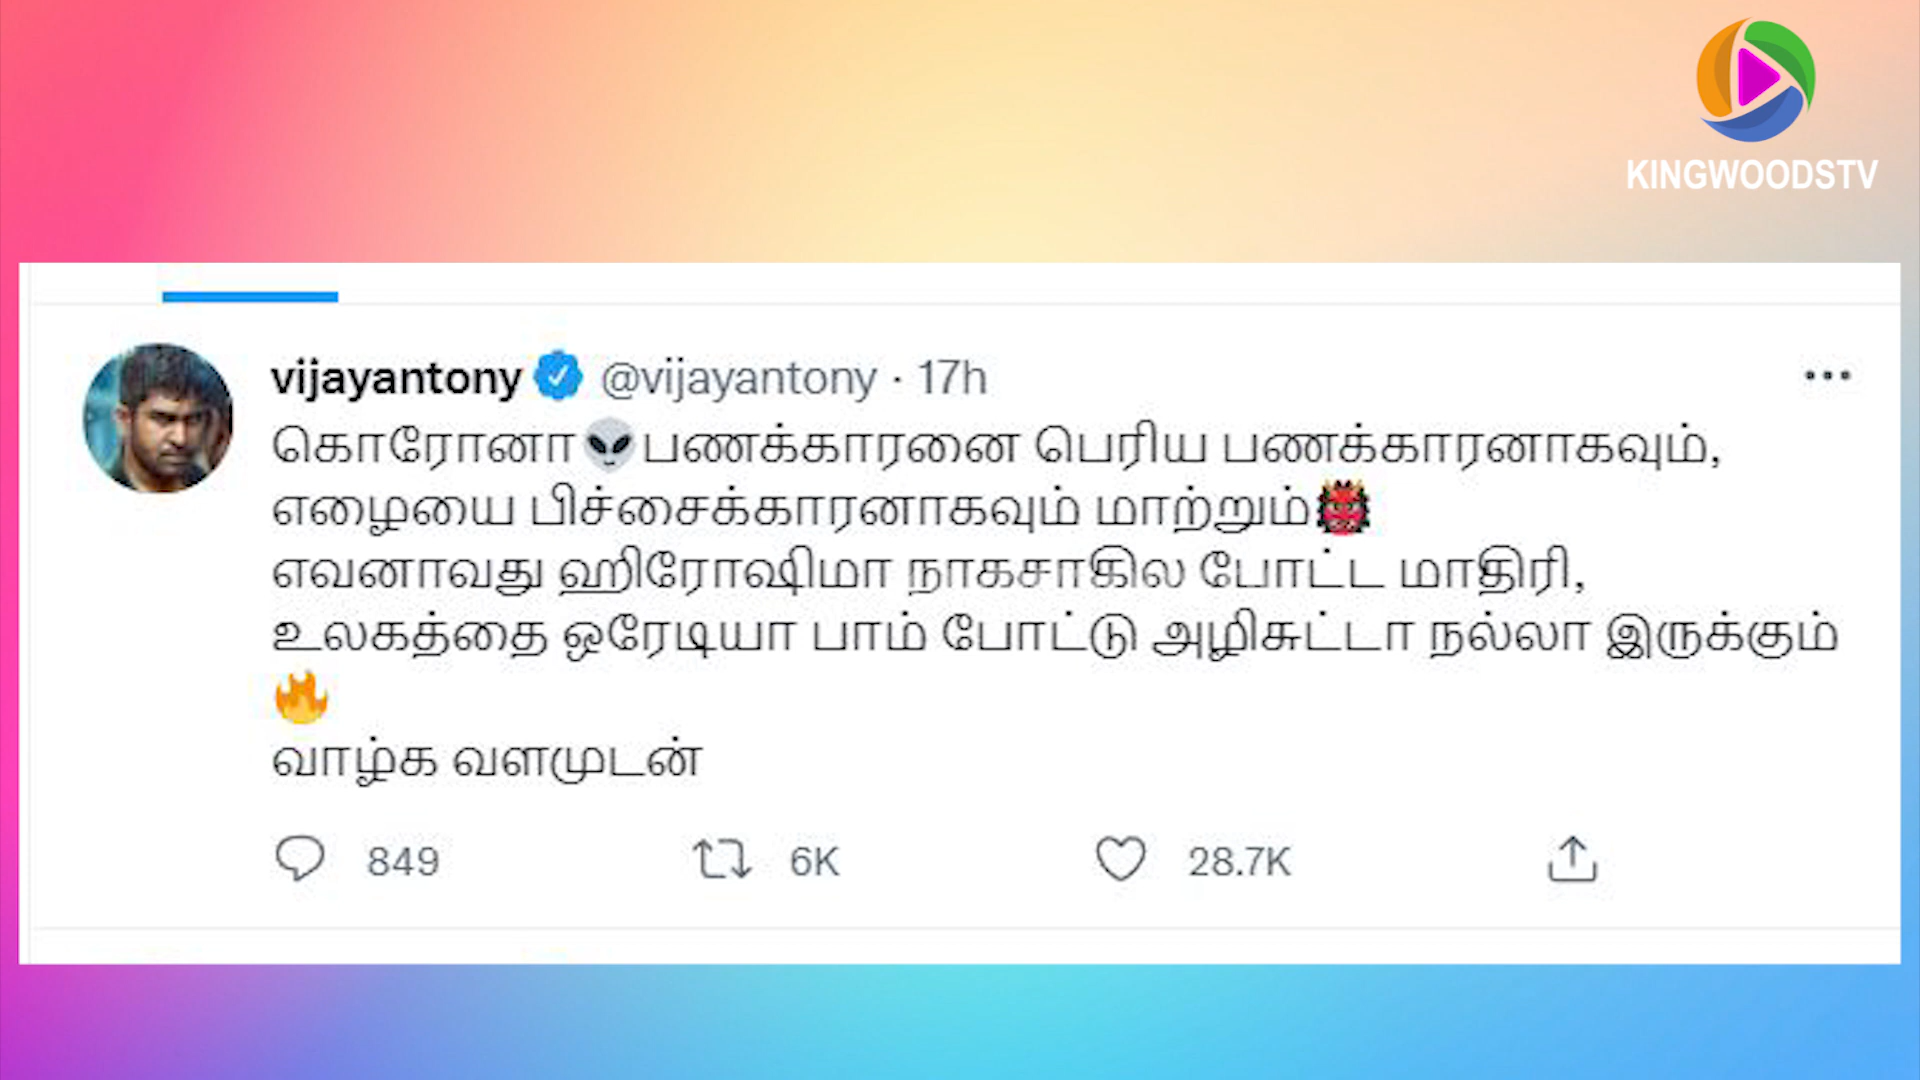 KINGWOODSTV
vijayantony @vijayantony · 17h
கொரோனா👽பணக்காரனை பெரிய பணக்காரனாகவும்,
எழையை பிச்சைக்காரனாகவும் மாற்றும்👹
எவனாவது ஹிரோஷிமா நாகசாகில போட்ட மாதிரி,
உலகத்தை ஒரேடியா பாம் போட்டு அழிசுட்டா நல்லா இருக்கும்
🔥
வாழ்க வளமுடன்
849 6K 28.7K